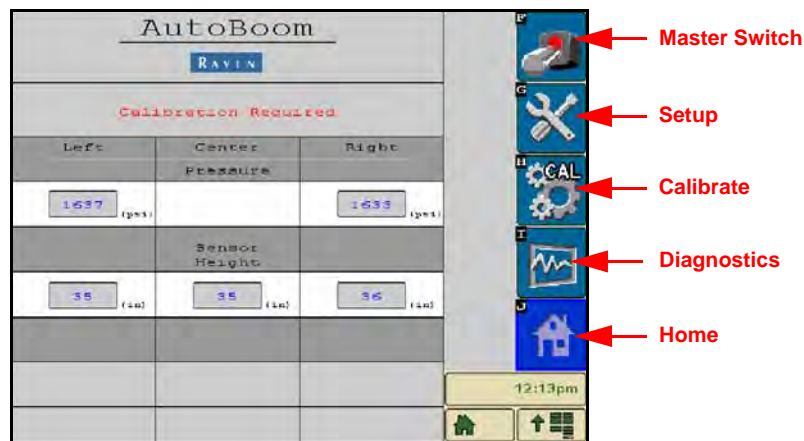 AutoBoom
RAVEN
Calibration Required
Left Center Right
Pressure
1637 (psi) 1633 (psi)
Sensor
Height
35 (in) 35 (in) 36 (in)
F
G
H
CAL
I
J
12:13pm
Master Switch
Setup
Calibrate
Diagnostics
Home